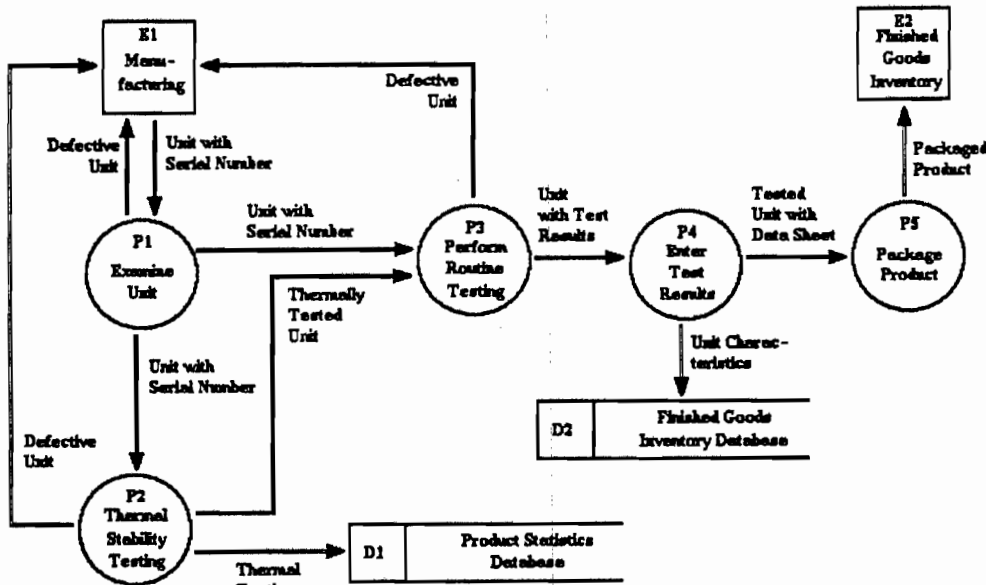 E1
Manu-
facturing
E2
Finished
Goods
Inventory
Defective
Unit
Defective
Unit
Unit with
Serial Number
Packaged
Product
P1
Examine
Unit
Unit with
Serial Number
P3
Perform
Routine
Testing
Unit
with Test
Results
P4
Enter
Test
Results
Tested
Unit with
Data Sheet
P5
Package
Product
Thermally
Tested
Unit
Unit Charac-
teristics
Unit with
Serial Number
D2
Finished Goods
Inventory Database
Defective
Unit
P2
Thermal
Stability
Testing
D1
Product Statistics
Database
Thermal